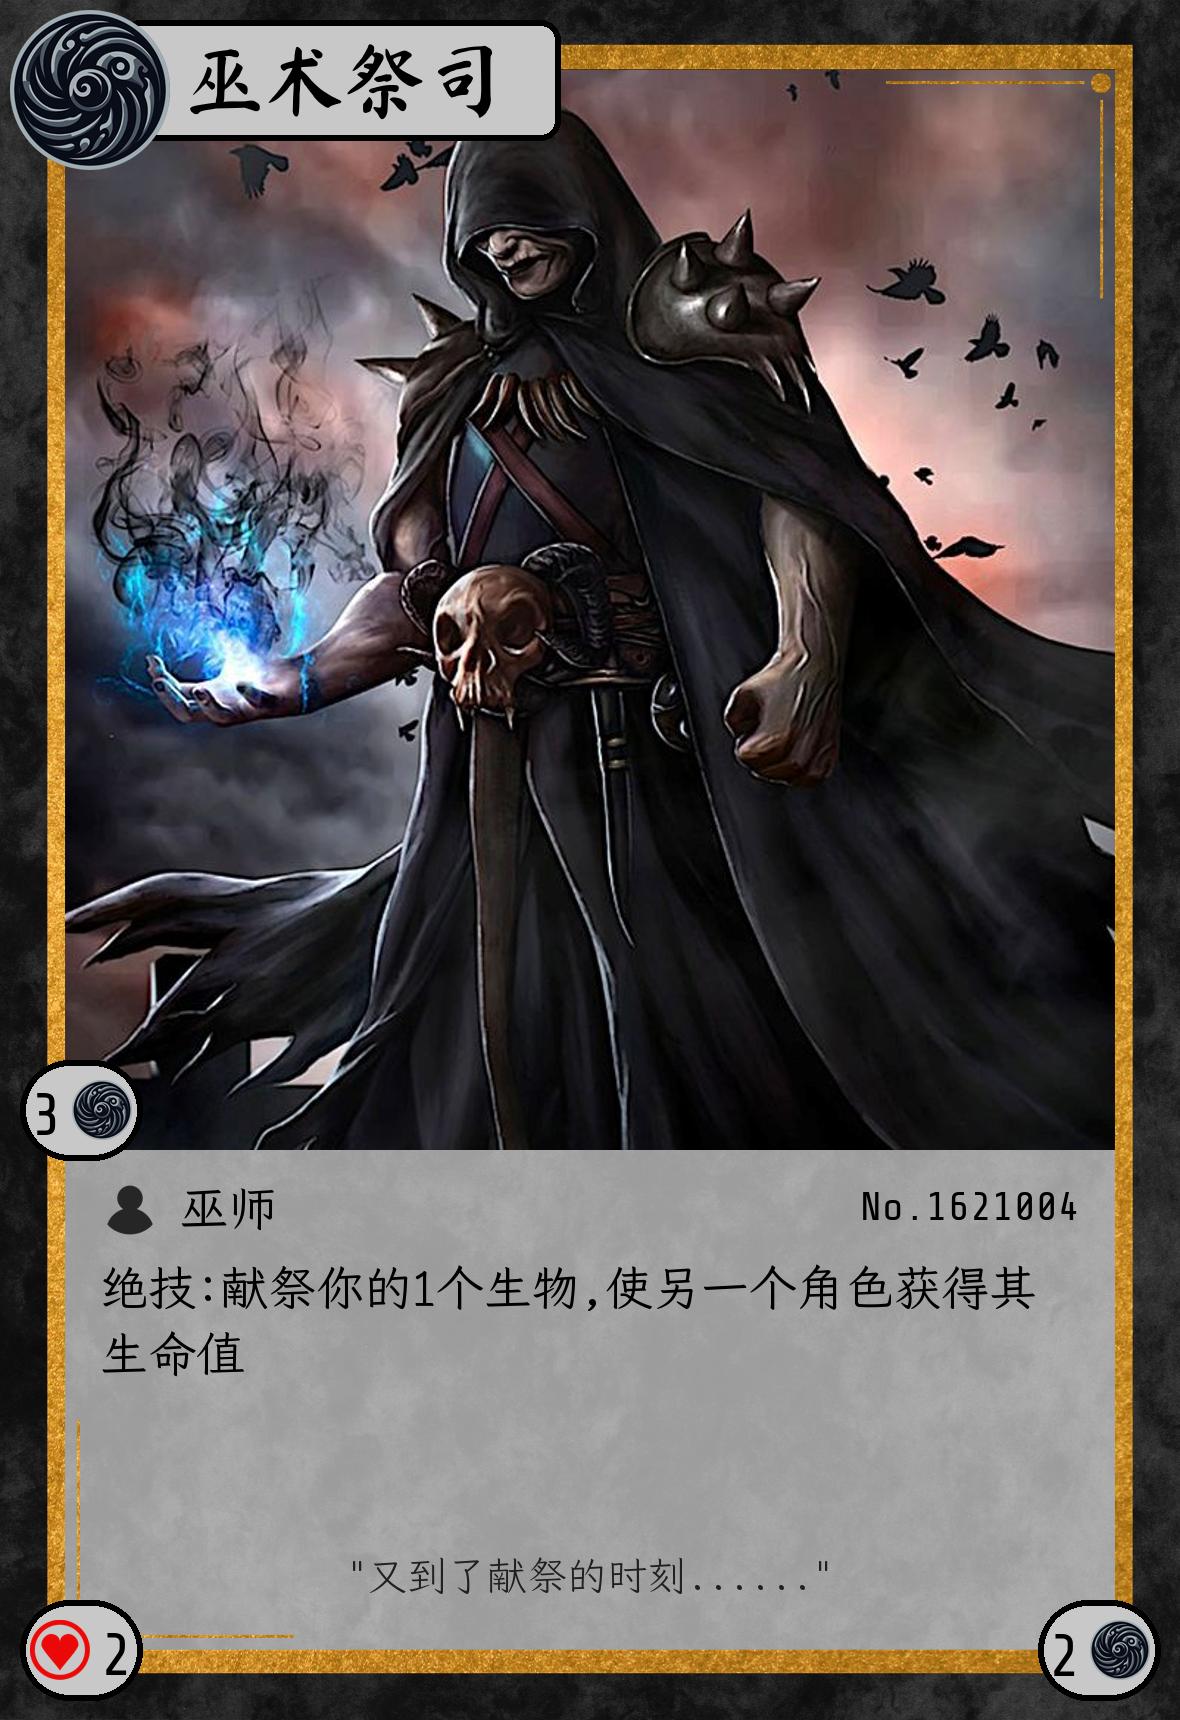 巫术祭司
3
巫师
No.1621004
绝技:献祭你的1个生物,使另一个角色获得其
生命值
"又到了献祭的时刻......"
2
2